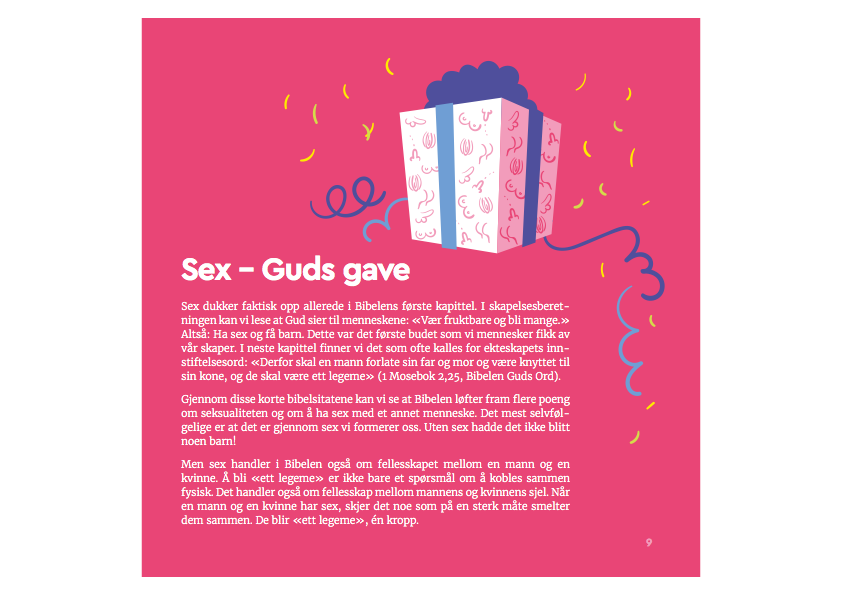 Sex – Guds gave
Sex dukker faktisk opp allerede i Bibelens første kapittel. I skapelsesberet-
ningen kan vi lese at Gud sier til menneskene: «Vær fruktbare og bli mange.»
Altså: Ha sex og få barn. Dette var det første budet som vi mennesker fikk av
vår skaper. I neste kapittel finner vi det som ofte kalles for ekteskapets inn-
stiftelsesord: «Derfor skal en mann forlate sin far og mor og være knyttet til
sin kone, og de skal være ett legeme» (1 Mosebok 2,25, Bibelen Guds Ord).
Gjennom disse korte bibelsitatene kan vi se at Bibelen løfter fram flere poeng
om seksualiteten og om å ha sex med et annet menneske. Det mest selvføl-
gelige er at det er gjennom sex vi formerer oss. Uten sex hadde det ikke blitt
noen barn!
Men sex handler i Bibelen også om fellesskapet mellom en mann og en
kvinne. Å bli «ett legeme» er ikke bare et spørsmål om å kobles sammen
fysisk. Det handler også om fellesskap mellom mannens og kvinnens sjel. Når
en mann og en kvinne har sex, skjer det noe som på en sterk måte smelter
dem sammen. De blir «ett legeme», én kropp.
9